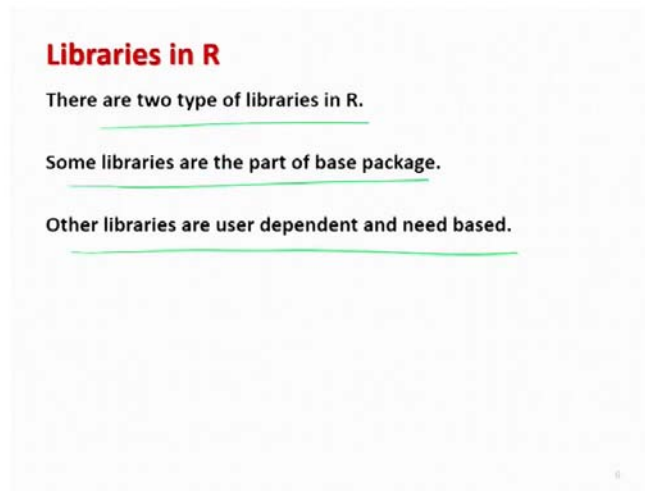 Libraries in R
There are two type of libraries in R.
Some libraries are the part of base package.
Other libraries are user dependent and need based.